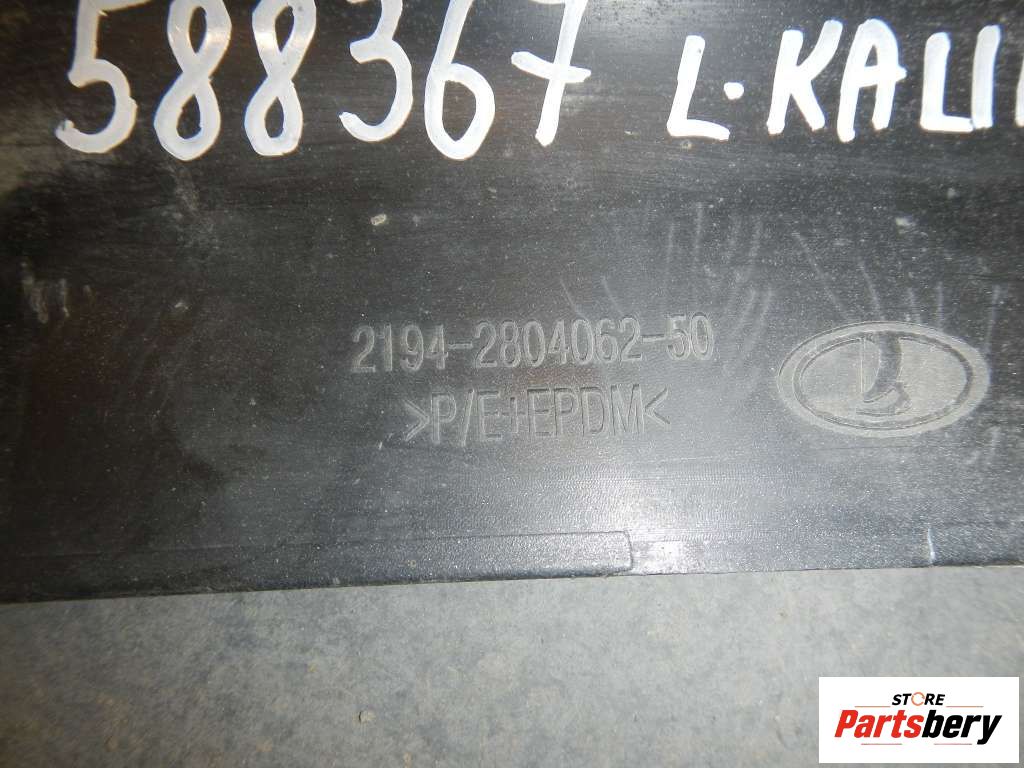 588367 L·KALI
2194-2804062-50
>P/E+EPDM<
STORE
Partsbery